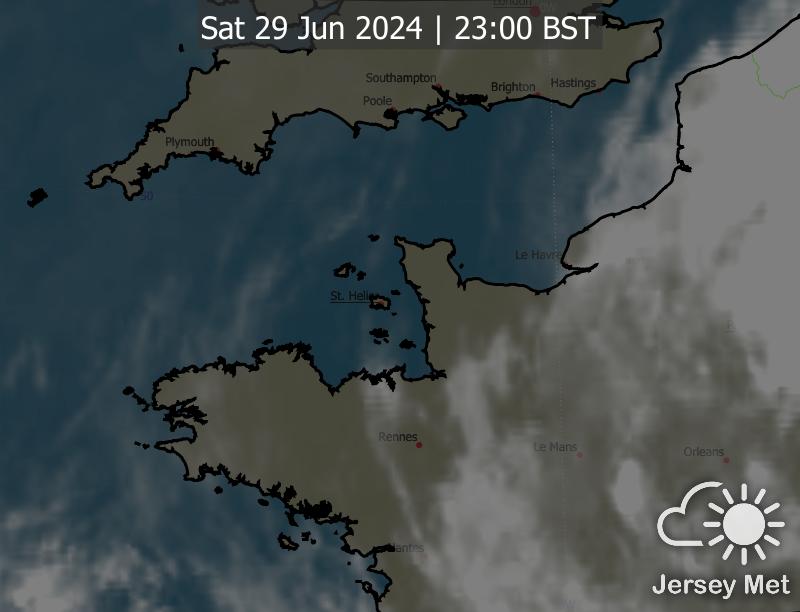 London
Sat 29 Jun 2024 | 23:00 BST
Southampton
Brighton
Hastings
Poole
Plymouth
50
Le Havre
St. Helier
Rennes
Le Mans
Orleans
Nantes
Jersey Met